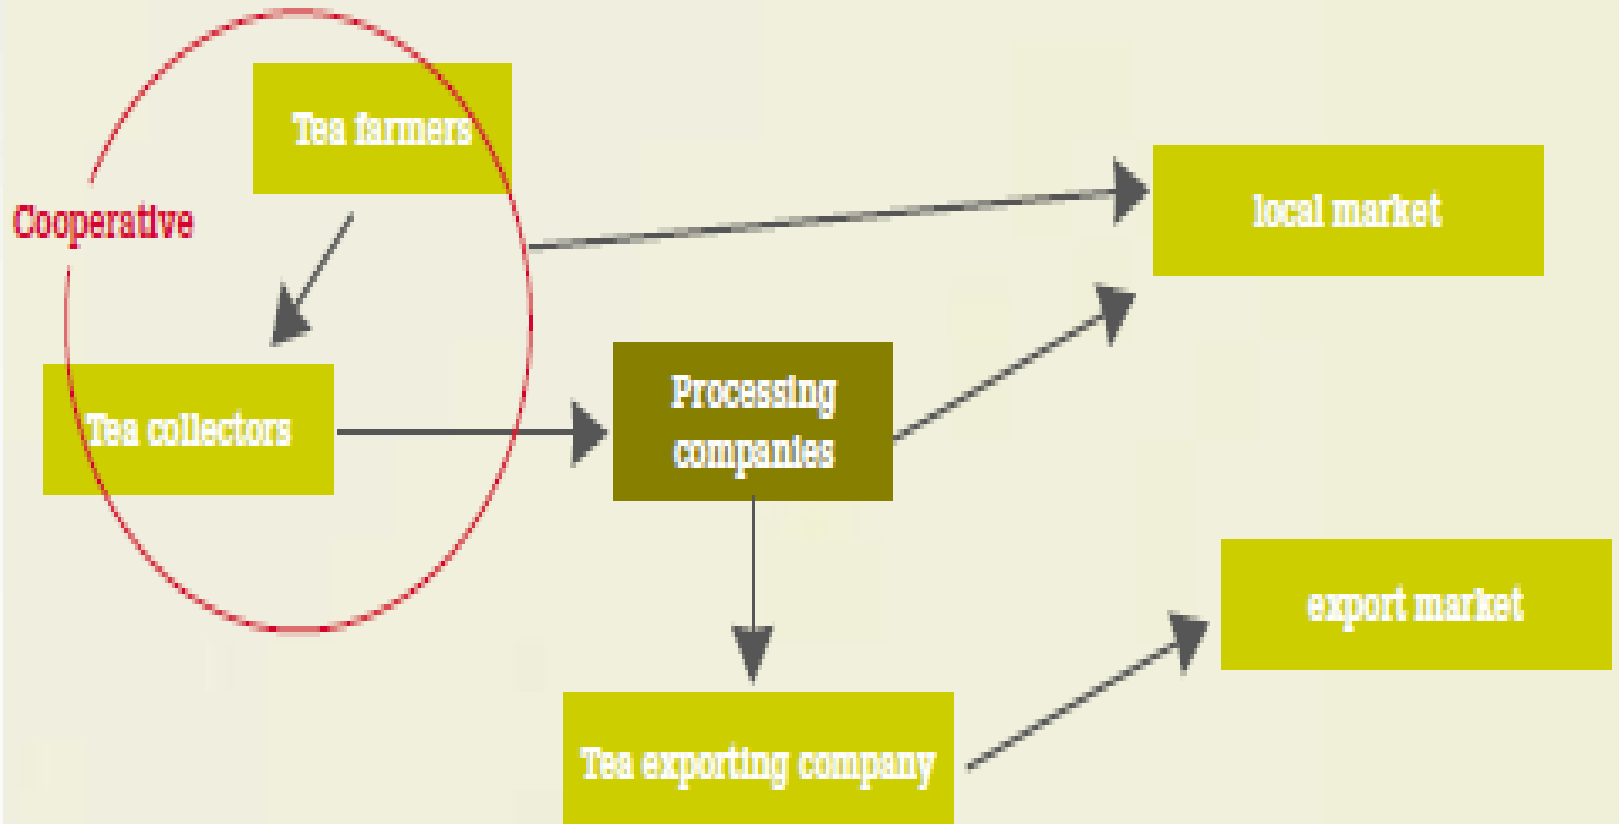 Tea farmers
Cooperative
local market
Processing
companies
Tea collectors
export market
Tea exporting company